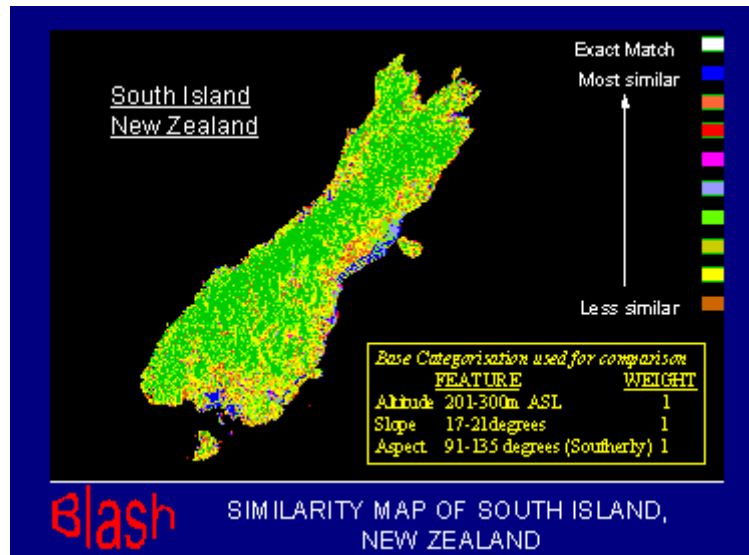 South Island
New Zealand
Exact Match
Most similar
Less similar
Base Categorisation used for comparison
FEATURE WEIGHT
Altitude 201-300m ASL 1
Slope 17-21degrees 1
Aspect 91-135 degrees (Southerly) 1
Blash
SIMILARITY MAP OF SOUTH ISLAND,
NEW ZEALAND